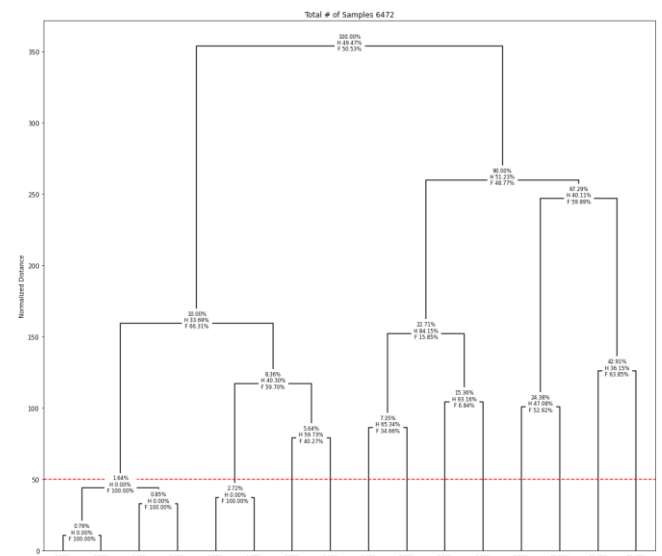 Total # of Samples 6472
Normalized Distance
350
300
250
200
150
100
50
0
100.00%
H 49.47%
F 50.53%
90.00%
H 51.23%
F 48.77%
67.29%
H 40.11%
F 59.89%
10.00%
H 33.69%
F 66.31%
22.71%
H 84.15%
F 15.85%
42.91%
H 36.15%
F 63.85%
8.36%
H 40.30%
F 59.70%
15.36%
H 93.16%
F 6.84%
24.38%
H 47.08%
F 52.92%
7.35%
H 65.34%
F 34.66%
5.64%
H 59.73%
F 40.27%
1.64%
H 0.00%
F 100.00%
0.85%
H 0.00%
F 100.00%
2.72%
H 0.00%
F 100.00%
0.79%
H 0.00%
F 100.00%